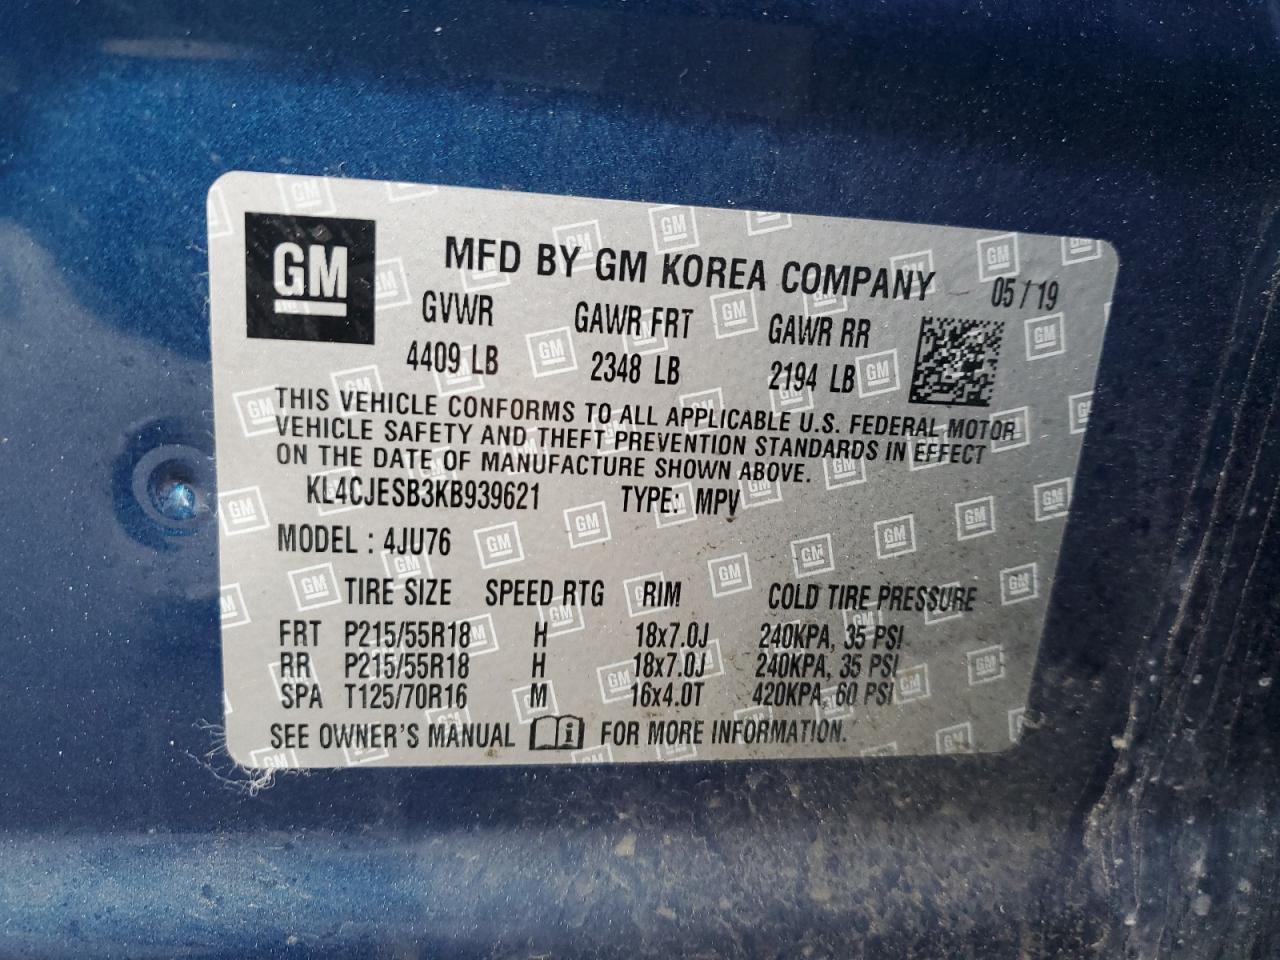 GM
MFD BY GM KOREA COMPANY 05/19
GVWR GAWR FRT GAWR RR
4409 LB 2348 LB 2194 LB
THIS VEHICLE CONFORMS TO ALL APPLICABLE U.S. FEDERAL MOTOR
VEHICLE SAFETY AND THEFT PREVENTION STANDARDS IN EFFECT
ON THE DATE OF MANUFACTURE SHOWN ABOVE.
KL4CJESB3KB939621 TYPE: MPV
MODEL : 4JU76
TIRE SIZE SPEED RTG RIM COLD TIRE PRESSURE
FRT P215/55R18 H 18x7.0J 240KPA, 35 PSI
RR P215/55R18 H 18x7.0J 240KPA, 35 PSI
SPA T125/70R16 M 16x4.0T 420KPA, 60 PSI
SEE OWNER'S MANUAL i FOR MORE INFORMATION.